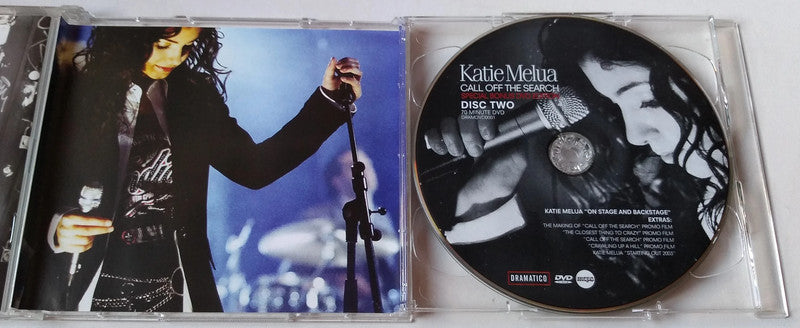 Katie Melua
CALL OFF THE SEARCH
SPECIAL BONUS DVD EDITION
DISC TWO
70 MINUTE DVD
DRAMCDVD0001
KATIE MELUA "ON STAGE AND BACKSTAGE"
EXTRAS:
THE MAKING OF "CALL OFF THE SEARCH" PROMO FILM
"THE CLOSEST THING TO CRAZY" PROMO FILM
"CALL OFF THE SEARCH" PROMO FILM
"CRAWLING UP A HILL" PROMO FILM
KATIE MELUA "STARTING OUT 2003"
DRAMATICO
DVD